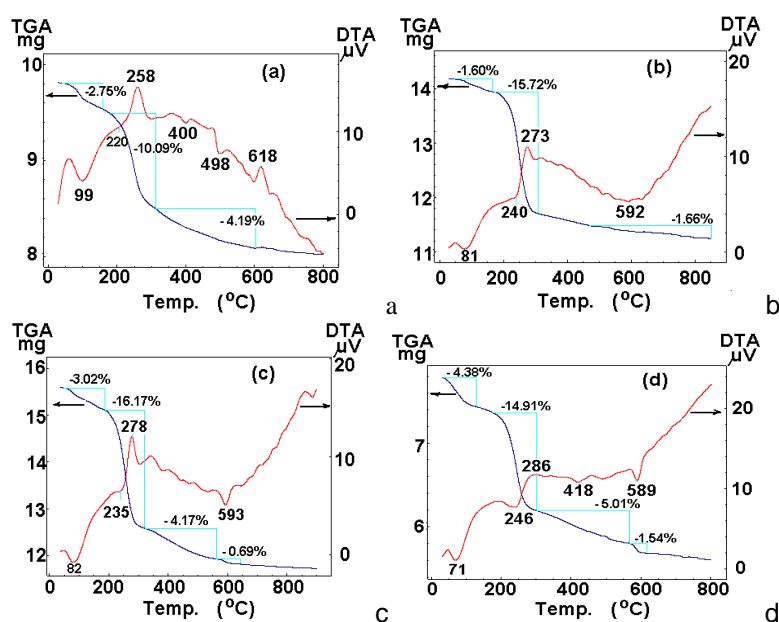 TGA
mg
DTA
µV
(a)
10
9
8
20
10
0
-2.75%
-10.09%
- 4.19%
258
220
99
400
498
618
0 200 400 600 800
Temp. (°C)
a
TGA
mg
DTA
µV
(b)
14
13
12
11
20
10
0
-1.60%
-15.72%
-1.66%
273
240
81
592
0 200 400 600 800
Temp. (°C)
b
TGA
mg
DTA
µV
(c)
16
15
14
13
12
20
10
0
-3.02%
-16.17%
- 4.17%
- 0.69%
278
235
82
593
0 200 400 600 800
Temp. (°C)
c
TGA
mg
DTA
µV
(d)
7
6
20
10
0
- 4.38%
-14.91%
- 5.01%
-1.54%
286
246
71
418
589
0 200 400 600 800
Temp. (°C)
d